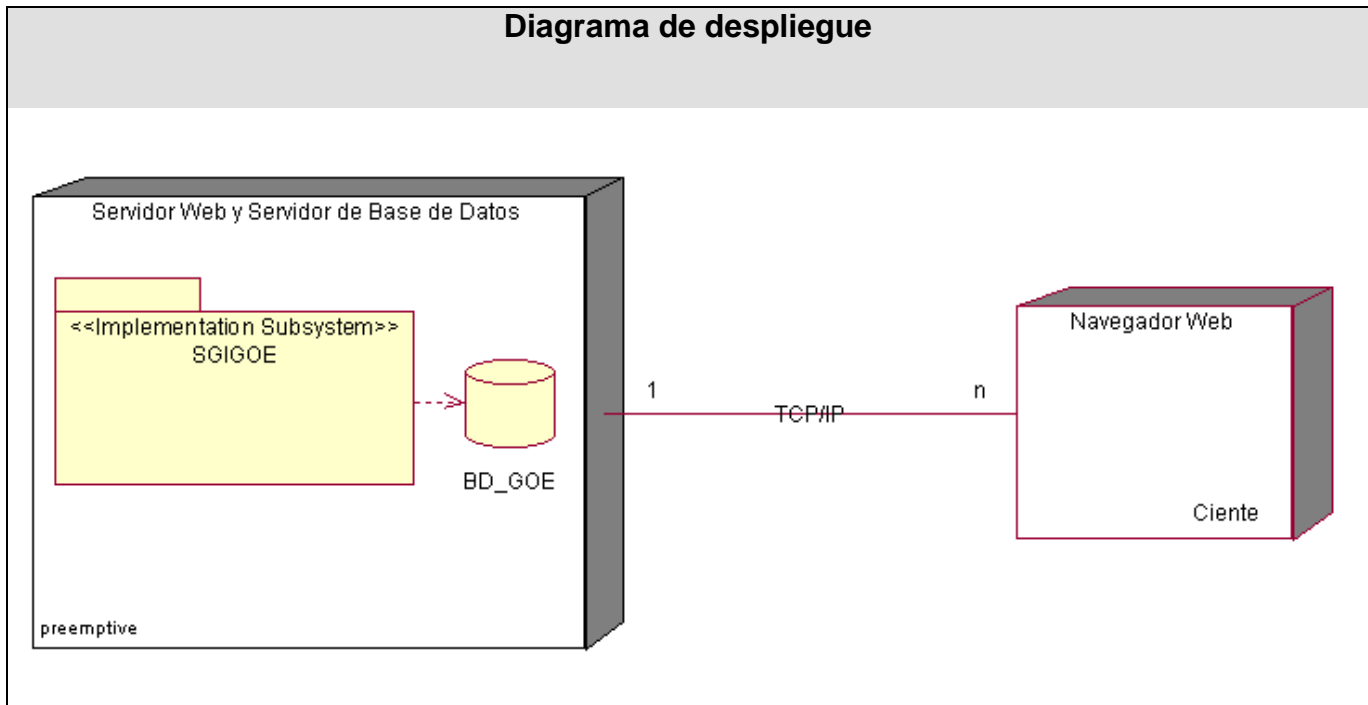 Diagrama de despliegue
Servidor Web y Servidor de Base de Datos
<<Implementation Subsystem>>
SGIGOE
BD_GOE
preemptive
1
TCP/IP
n
Navegador Web
Ciente